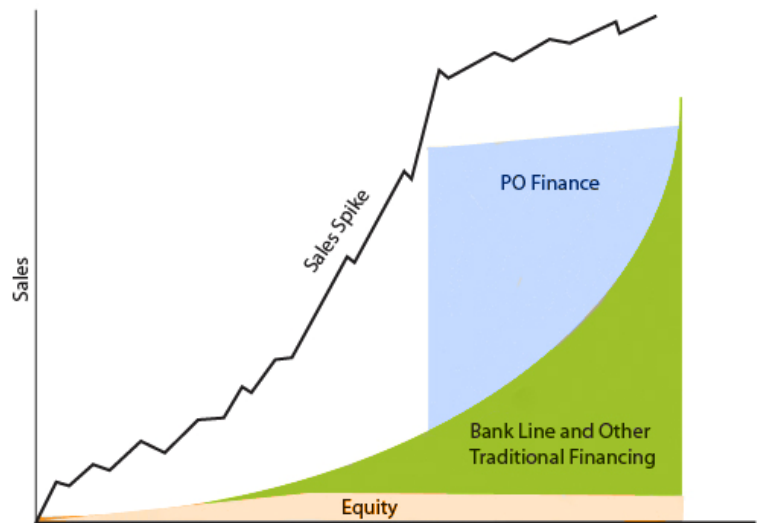 Sales
Sales Spike
PO Finance
Bank Line and Other
Traditional Financing
Equity